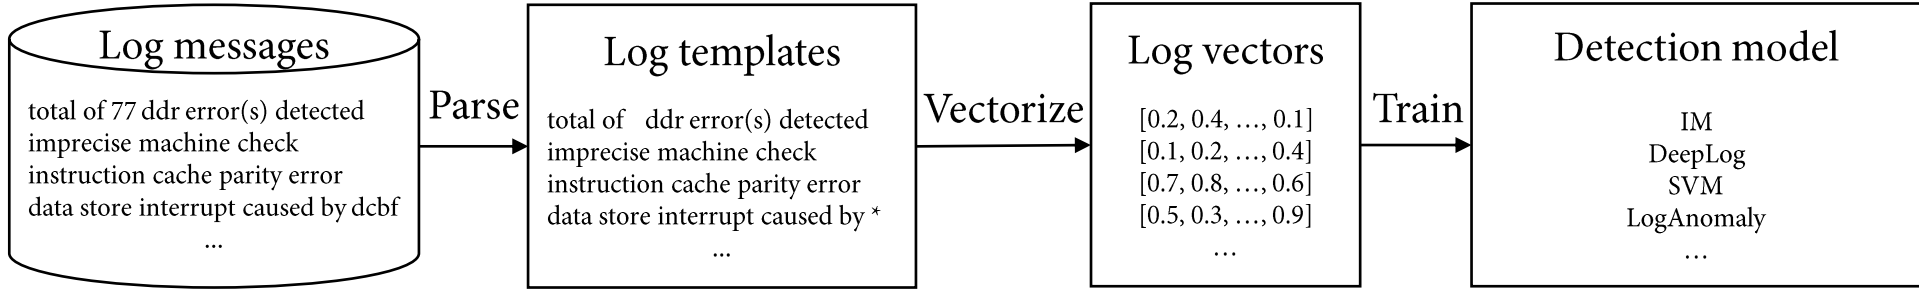 Log messages
total of 77 ddr error(s) detected
imprecise machine check
instruction cache parity error
data store interrupt caused by dcbf
...
Parse
Log templates
total of   ddr error(s) detected
imprecise machine check
instruction cache parity error
data store interrupt caused by *
...
Vectorize
Log vectors
[0.2, 0.4, …, 0.1]
[0.1, 0.2, …, 0.4]
[0.7, 0.8, …, 0.6]
[0.5, 0.3, …, 0.9]
…
Train
Detection model
IM
DeepLog
SVM
LogAnomaly
…